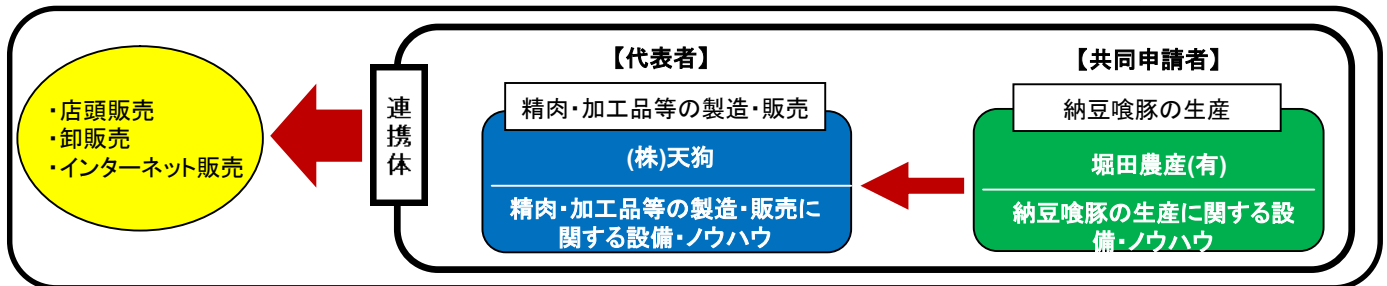 ・店頭販売
・卸販売
・インターネット販売
連携体
【代表者】
精肉・加工品等の製造・販売
(株)天狗
精肉・加工品等の製造・販売に
関する設備・ノウハウ
【共同申請者】
納豆喰豚の生産
堀田農産(有)
納豆喰豚の生産に関する設
備・ノウハウ